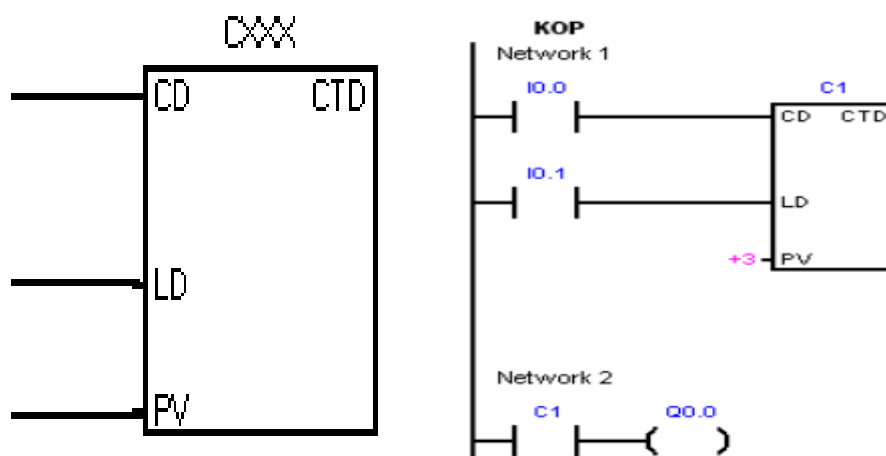 CXXX
CD CTD
LD
PV
KOP
Network 1
I0.0
C1
CD CTD
I0.1
LD
+3 PV
Network 2
C1 Q0.0